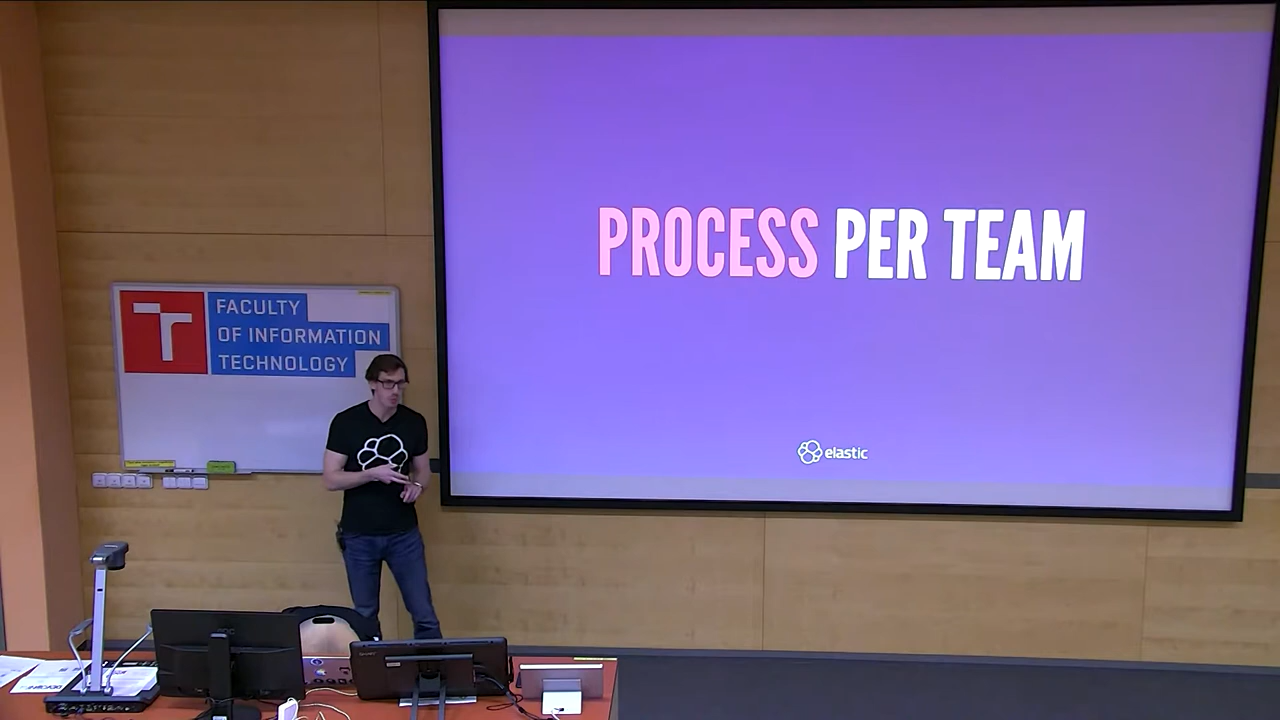 PROCESS PER TEAM
elastic
FACULTY
OF INFORMATION
TECHNOLOGY